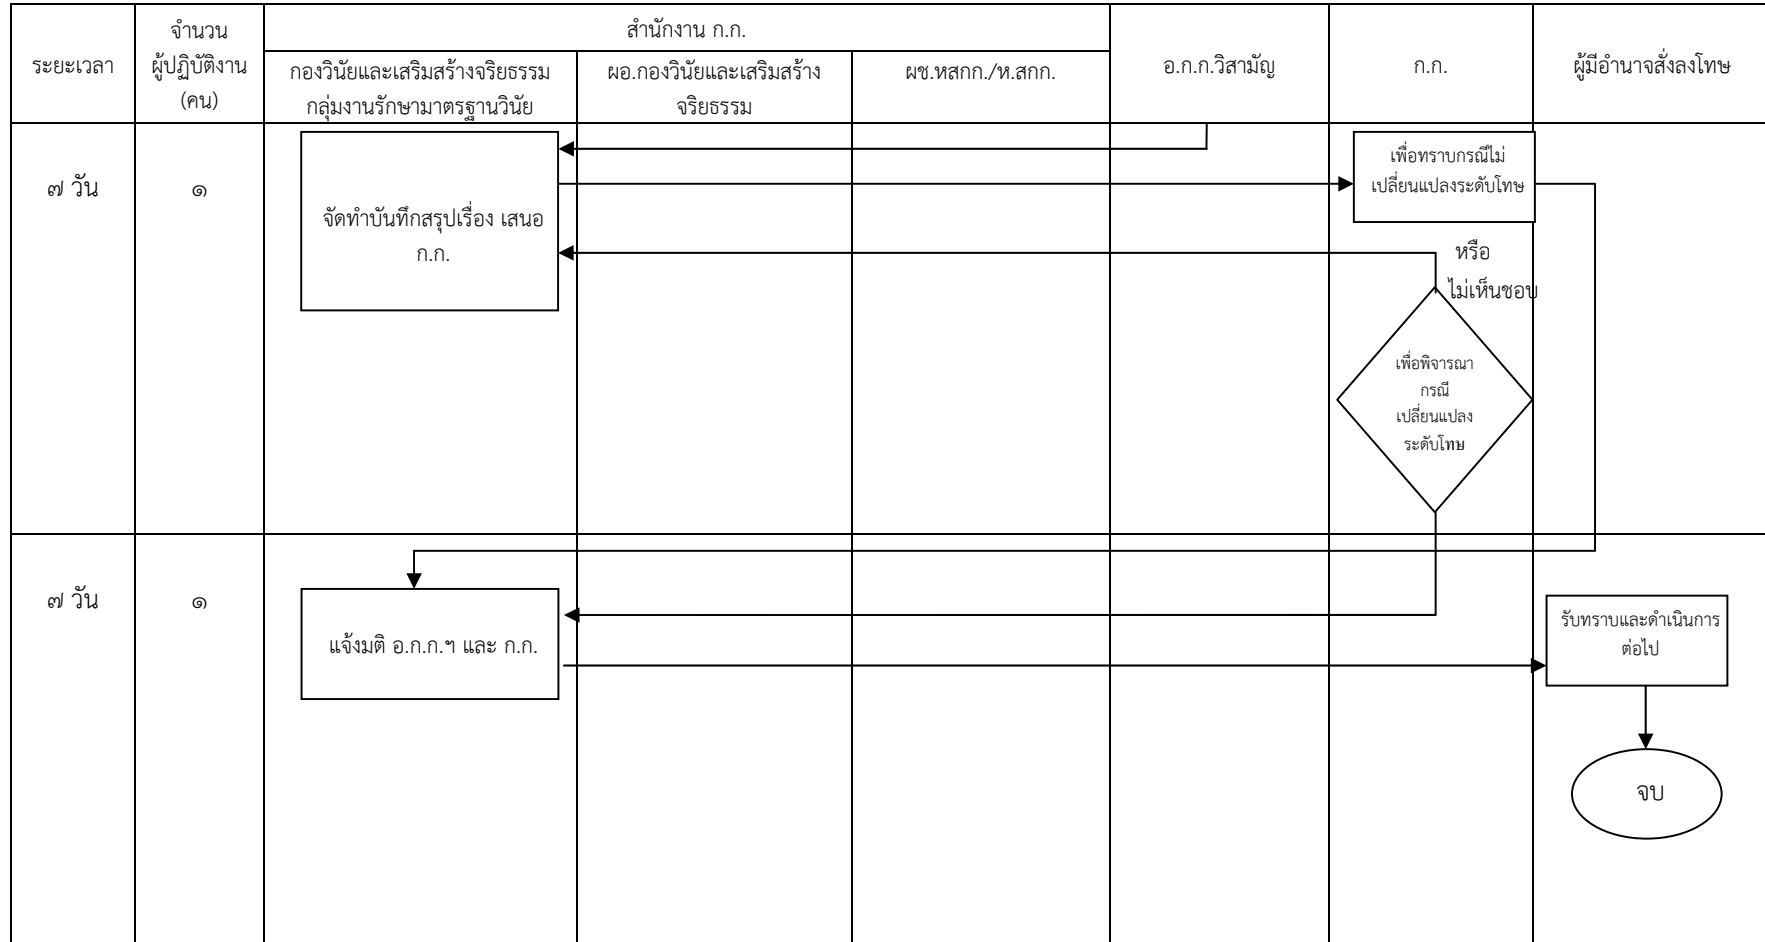 ระยะเวลา
จำนวน
ผู้ปฏิบัติงาน
(คน)
สำนักงาน ก.ก.
กองวินัยและเสริมสร้างจริยธรรม
กลุ่มงานรักษามาตรฐานวินัย
ผอ.กองวินัยและเสริมสร้าง
จริยธรรม
ผช.หสกก./ห.สกก.
อ.ก.ก.วิสามัญ
ก.ก.
ผู้มีอำนาจสั่งลงโทษ
๗ วัน
๑
จัดทำบันทึกสรุปเรื่อง เสนอ
ก.ก.
เพื่อทราบกรณีไม่
เปลี่ยนแปลงระดับโทษ
หรือ
ไม่เห็นชอบ
เพื่อพิจารณา
กรณี
เปลี่ยนแปลง
ระดับโทษ
๗ วัน
๑
แจ้งมติ อ.ก.ก.ฯ และ ก.ก.
รับทราบและดำเนินการ
ต่อไป
จบ